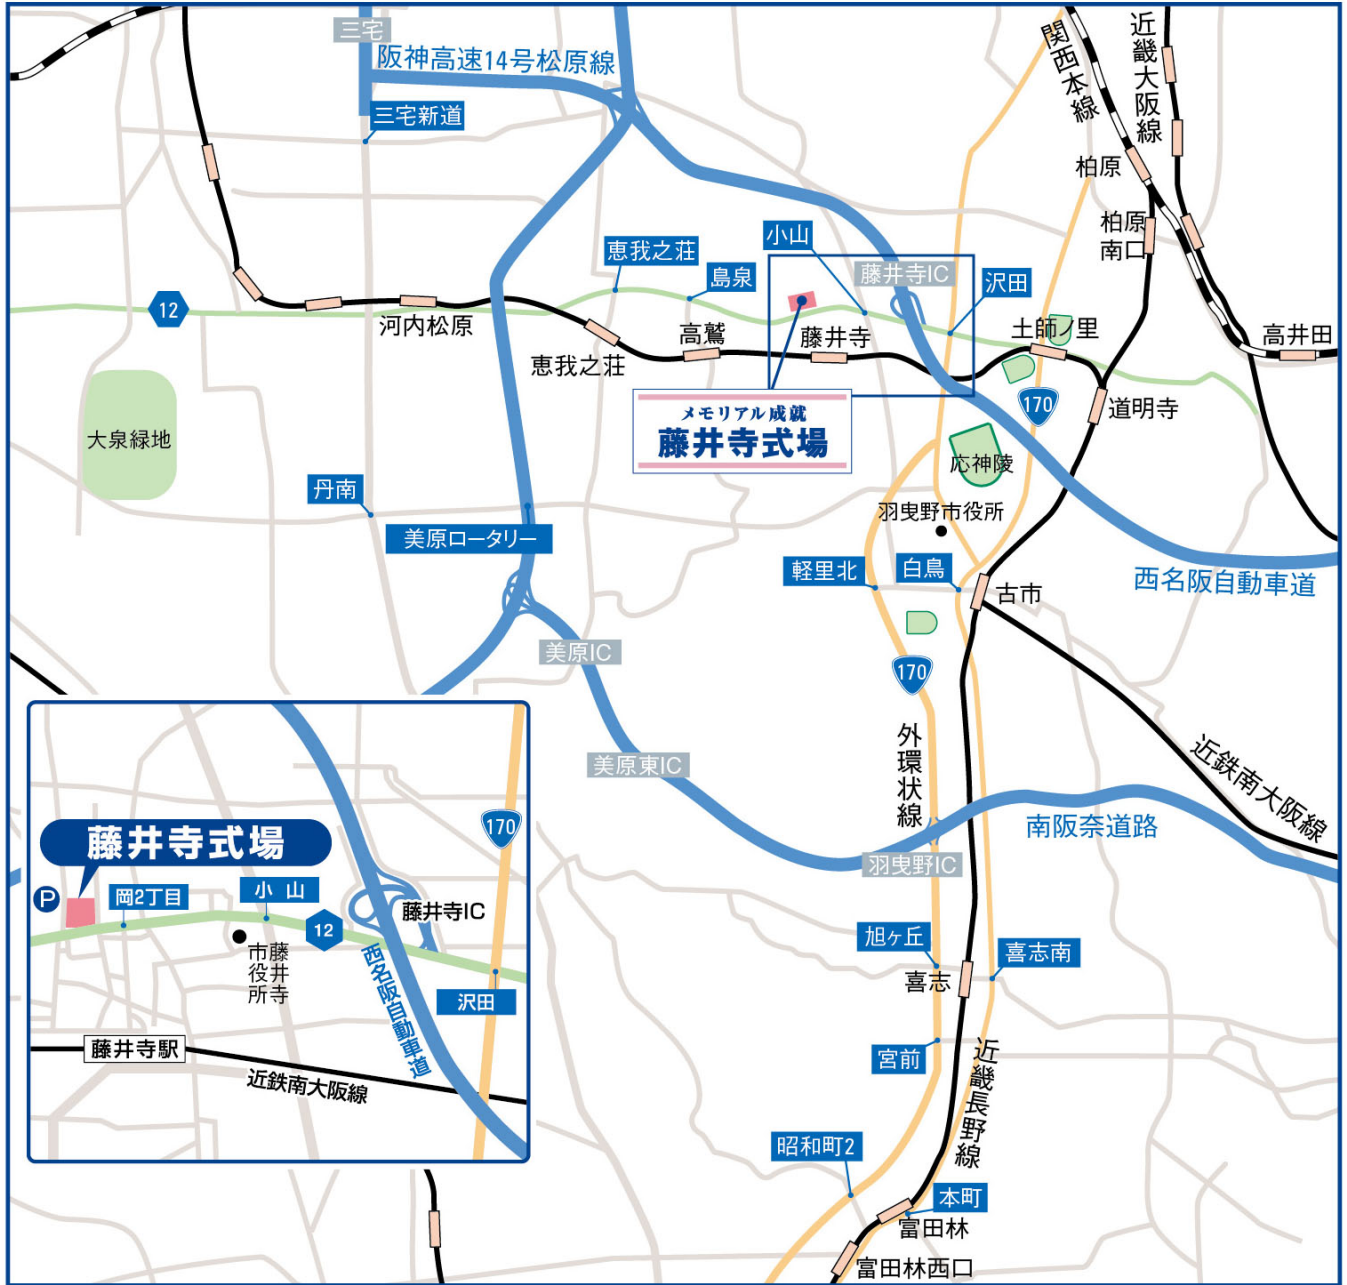 三宅
阪神高速14号松原線
三宅新道
関西本線
近畿大阪線
柏原
柏原
南口
小山
恵我之荘
島泉
藤井寺IC
沢田
12
河内松原
恵我之荘
高鷲
藤井寺
土師ノ里
高井田
170
道明寺
メモリアル成就
藤井寺式場
大泉緑地
応神陵
丹南
羽曳野市役所
美原ロータリー
軽里北
白鳥
古市
西名阪自動車道
美原IC
170
外環状線
美原東IC
近鉄南大阪線
南阪奈道路
羽曳野IC
旭ヶ丘
喜志
喜志南
宮前
近畿長野線
昭和町2
本町
富田林
富田林西口
170
藤井寺式場
P
岡2丁目
小山
12
藤井寺IC
藤井寺
市役所
西名阪自動車道
沢田
藤井寺駅
近鉄南大阪線